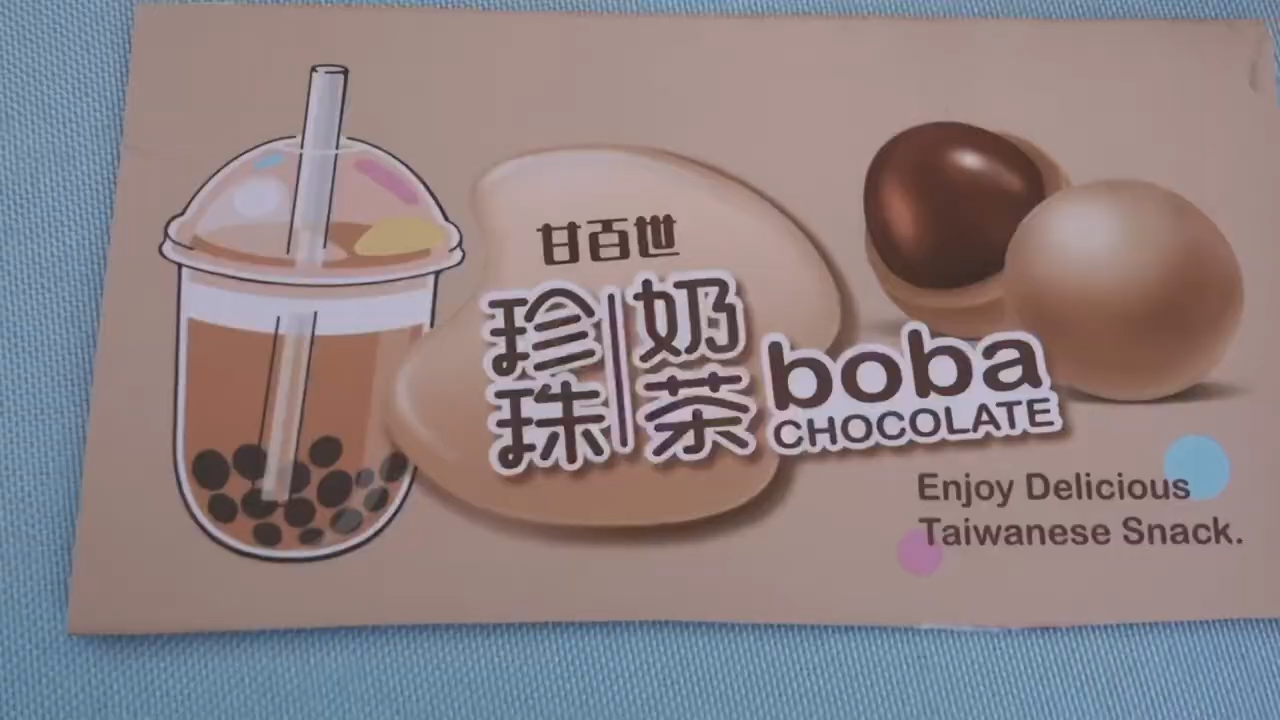 甘百世
珍珠
奶茶
boba
CHOCOLATE
Enjoy Delicious
Taiwanese Snack.